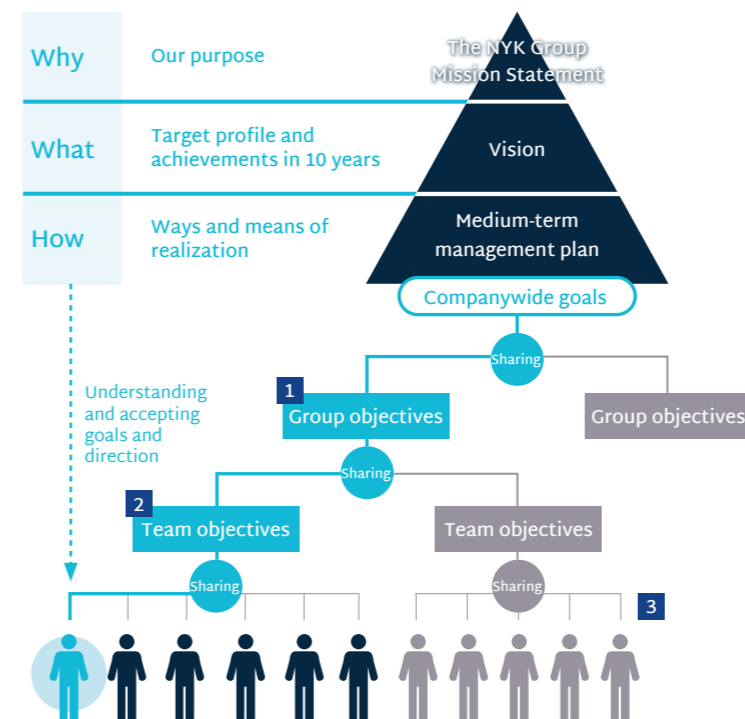 Why
Our purpose
The NYK Group
Mission Statement
What
Target profile and
achievements in 10 years
Vision
How
Ways and means of
realization
Medium-term
management plan
Companywide goals
Sharing
Understanding
and accepting
goals and
direction
1
Group objectives
Group objectives
Sharing
2
Team objectives
Team objectives
Sharing
Sharing
3